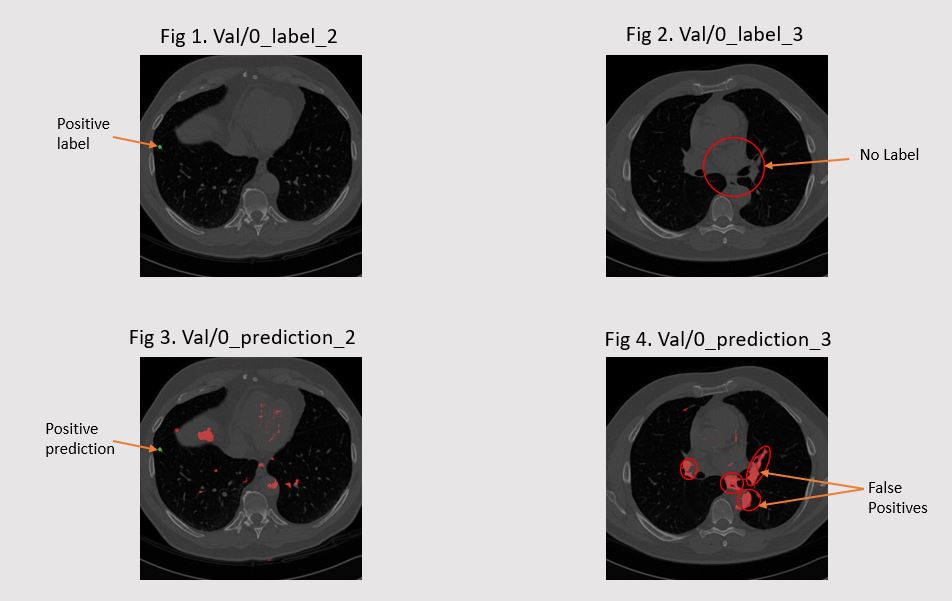 Fig 1. Val/0_label_2
Fig 2. Val/0_label_3
Positive
label
No Label
Fig 3. Val/0_prediction_2
Fig 4. Val/0_prediction_3
Positive
prediction
False
Positives